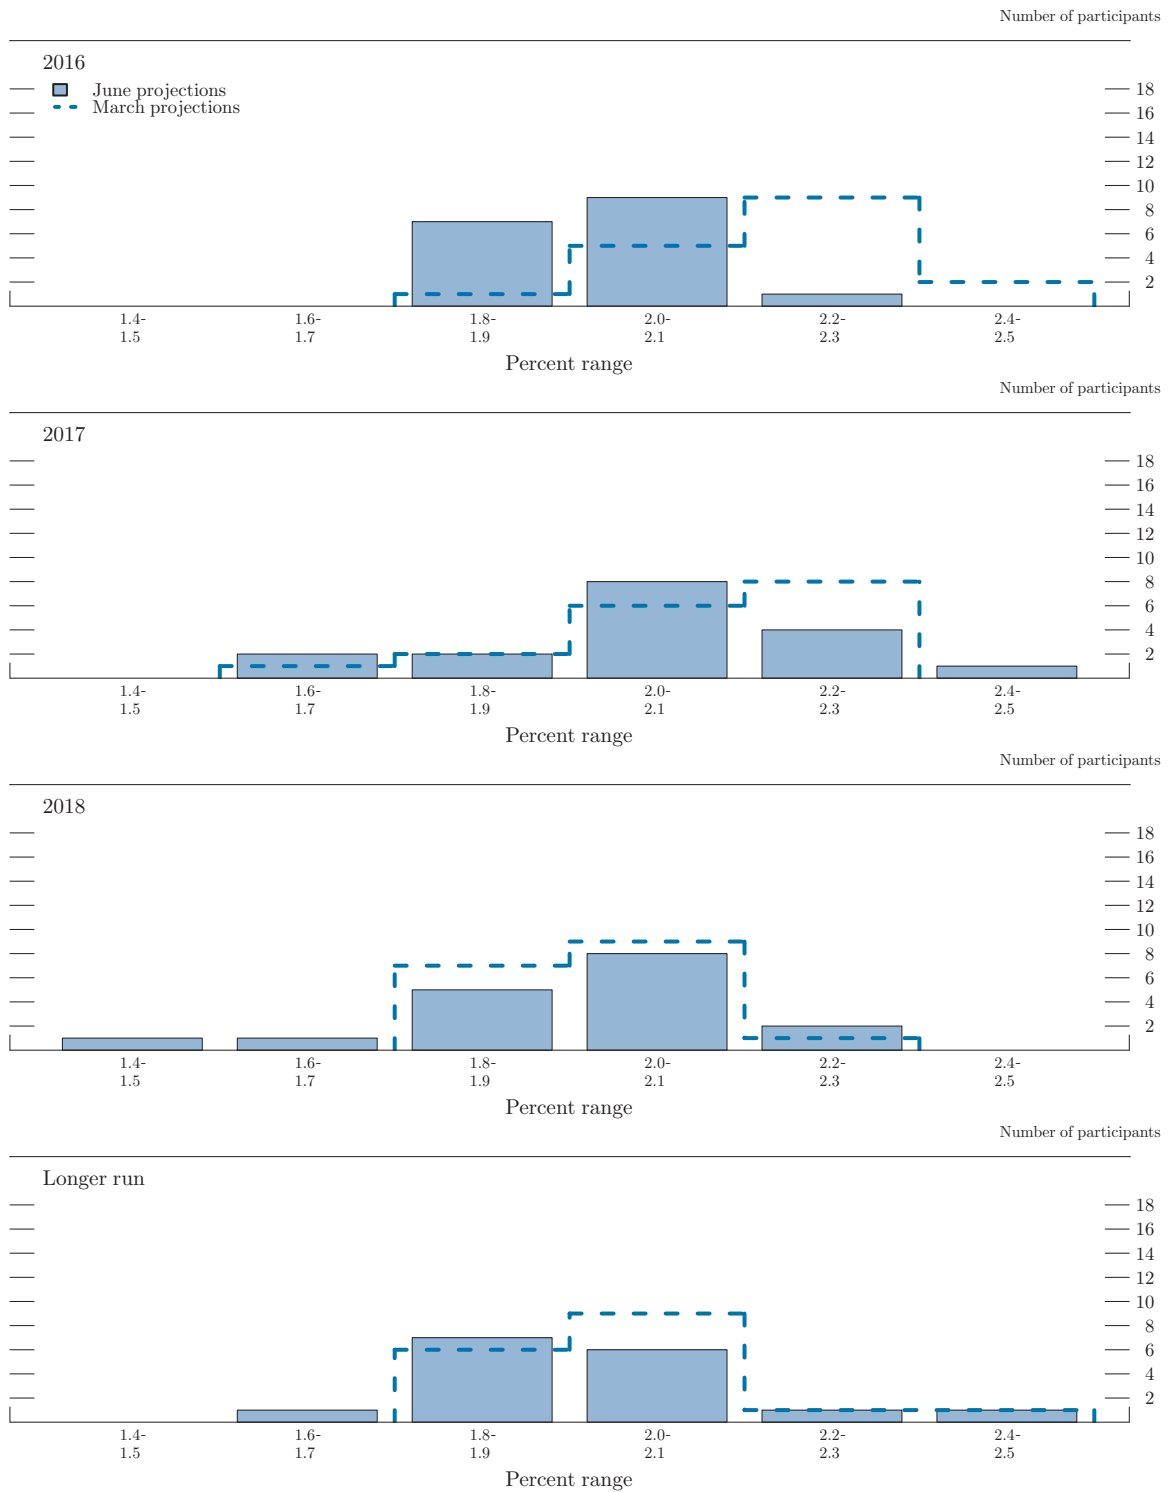 Number of participants
2016
June projections
March projections
18
16
14
12
10
8
6
4
2
1.4- 1.6- 1.8- 2.0- 2.2- 2.4-
1.5 1.7 1.9 2.1 2.3 2.5
Percent range
Number of participants
2017
18
16
14
12
10
8
6
4
2
1.4- 1.6- 1.8- 2.0- 2.2- 2.4-
1.5 1.7 1.9 2.1 2.3 2.5
Percent range
Number of participants
2018
18
16
14
12
10
8
6
4
2
1.4- 1.6- 1.8- 2.0- 2.2- 2.4-
1.5 1.7 1.9 2.1 2.3 2.5
Percent range
Number of participants
Longer run
18
16
14
12
10
8
6
4
2
1.4- 1.6- 1.8- 2.0- 2.2- 2.4-
1.5 1.7 1.9 2.1 2.3 2.5
Percent range